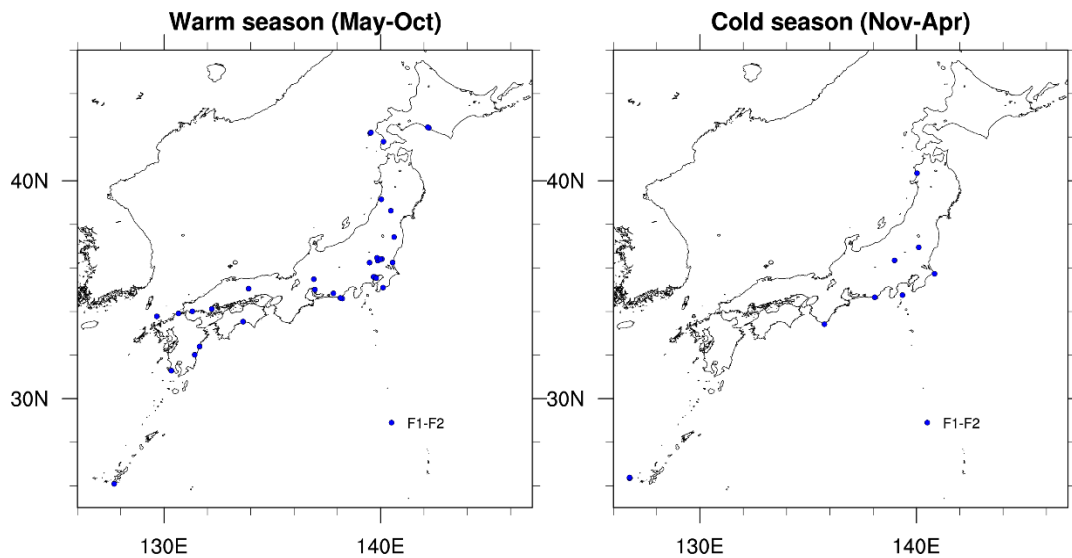 Warm season (May-Oct)
40N
30N
130E
140E
F1-F2
Cold season (Nov-Apr)
40N
30N
130E
140E
F1-F2